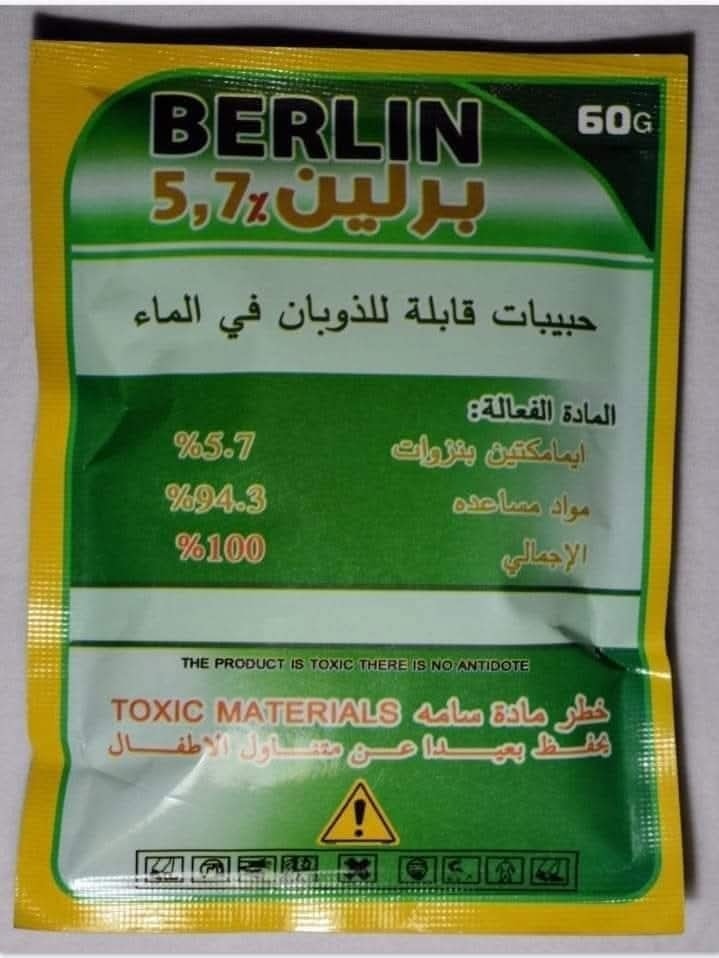 BERLIN
60G
برلين 5,7٪
حبيبات قابلة للذوبان في الماء
المادة الفعالة:
ايمامكتين بنزوات %5.7
مواد مساعده %94.3
الإجمالي %100
THE PRODUCT IS TOXIC THERE IS NO ANTIDOTE
خطر مادة سامه TOXIC MATERIALS
يحفظ بعيدا عن متناول الاطفال